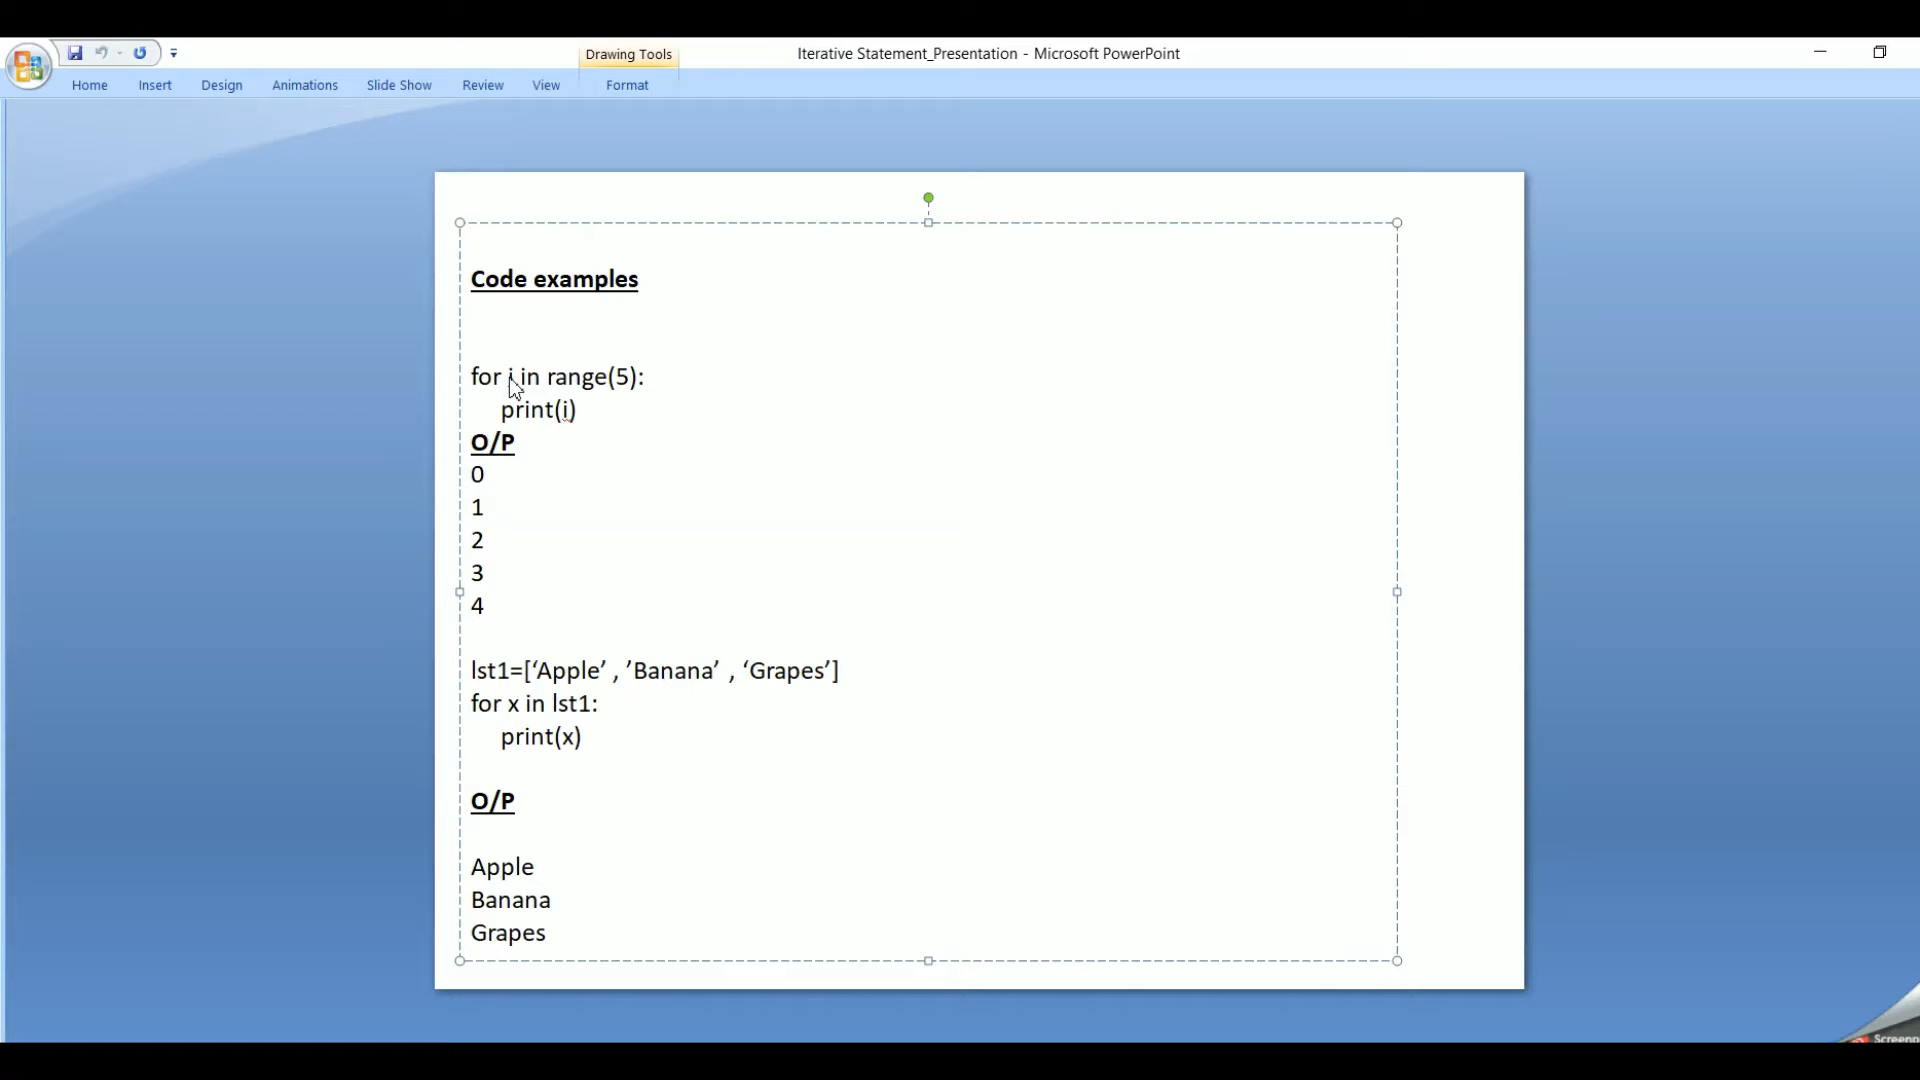 Drawing Tools
Iterative Statement_Presentation - Microsoft PowerPoint
Home Insert Design Animations Slide Show Review View Format
Code examples
for i in range(5):
print(i)
O/P
0
1
2
3
4
lst1=[‘Apple’ , ’Banana’ , ‘Grapes’]
for x in lst1:
print(x)
O/P
Apple
Banana
Grapes